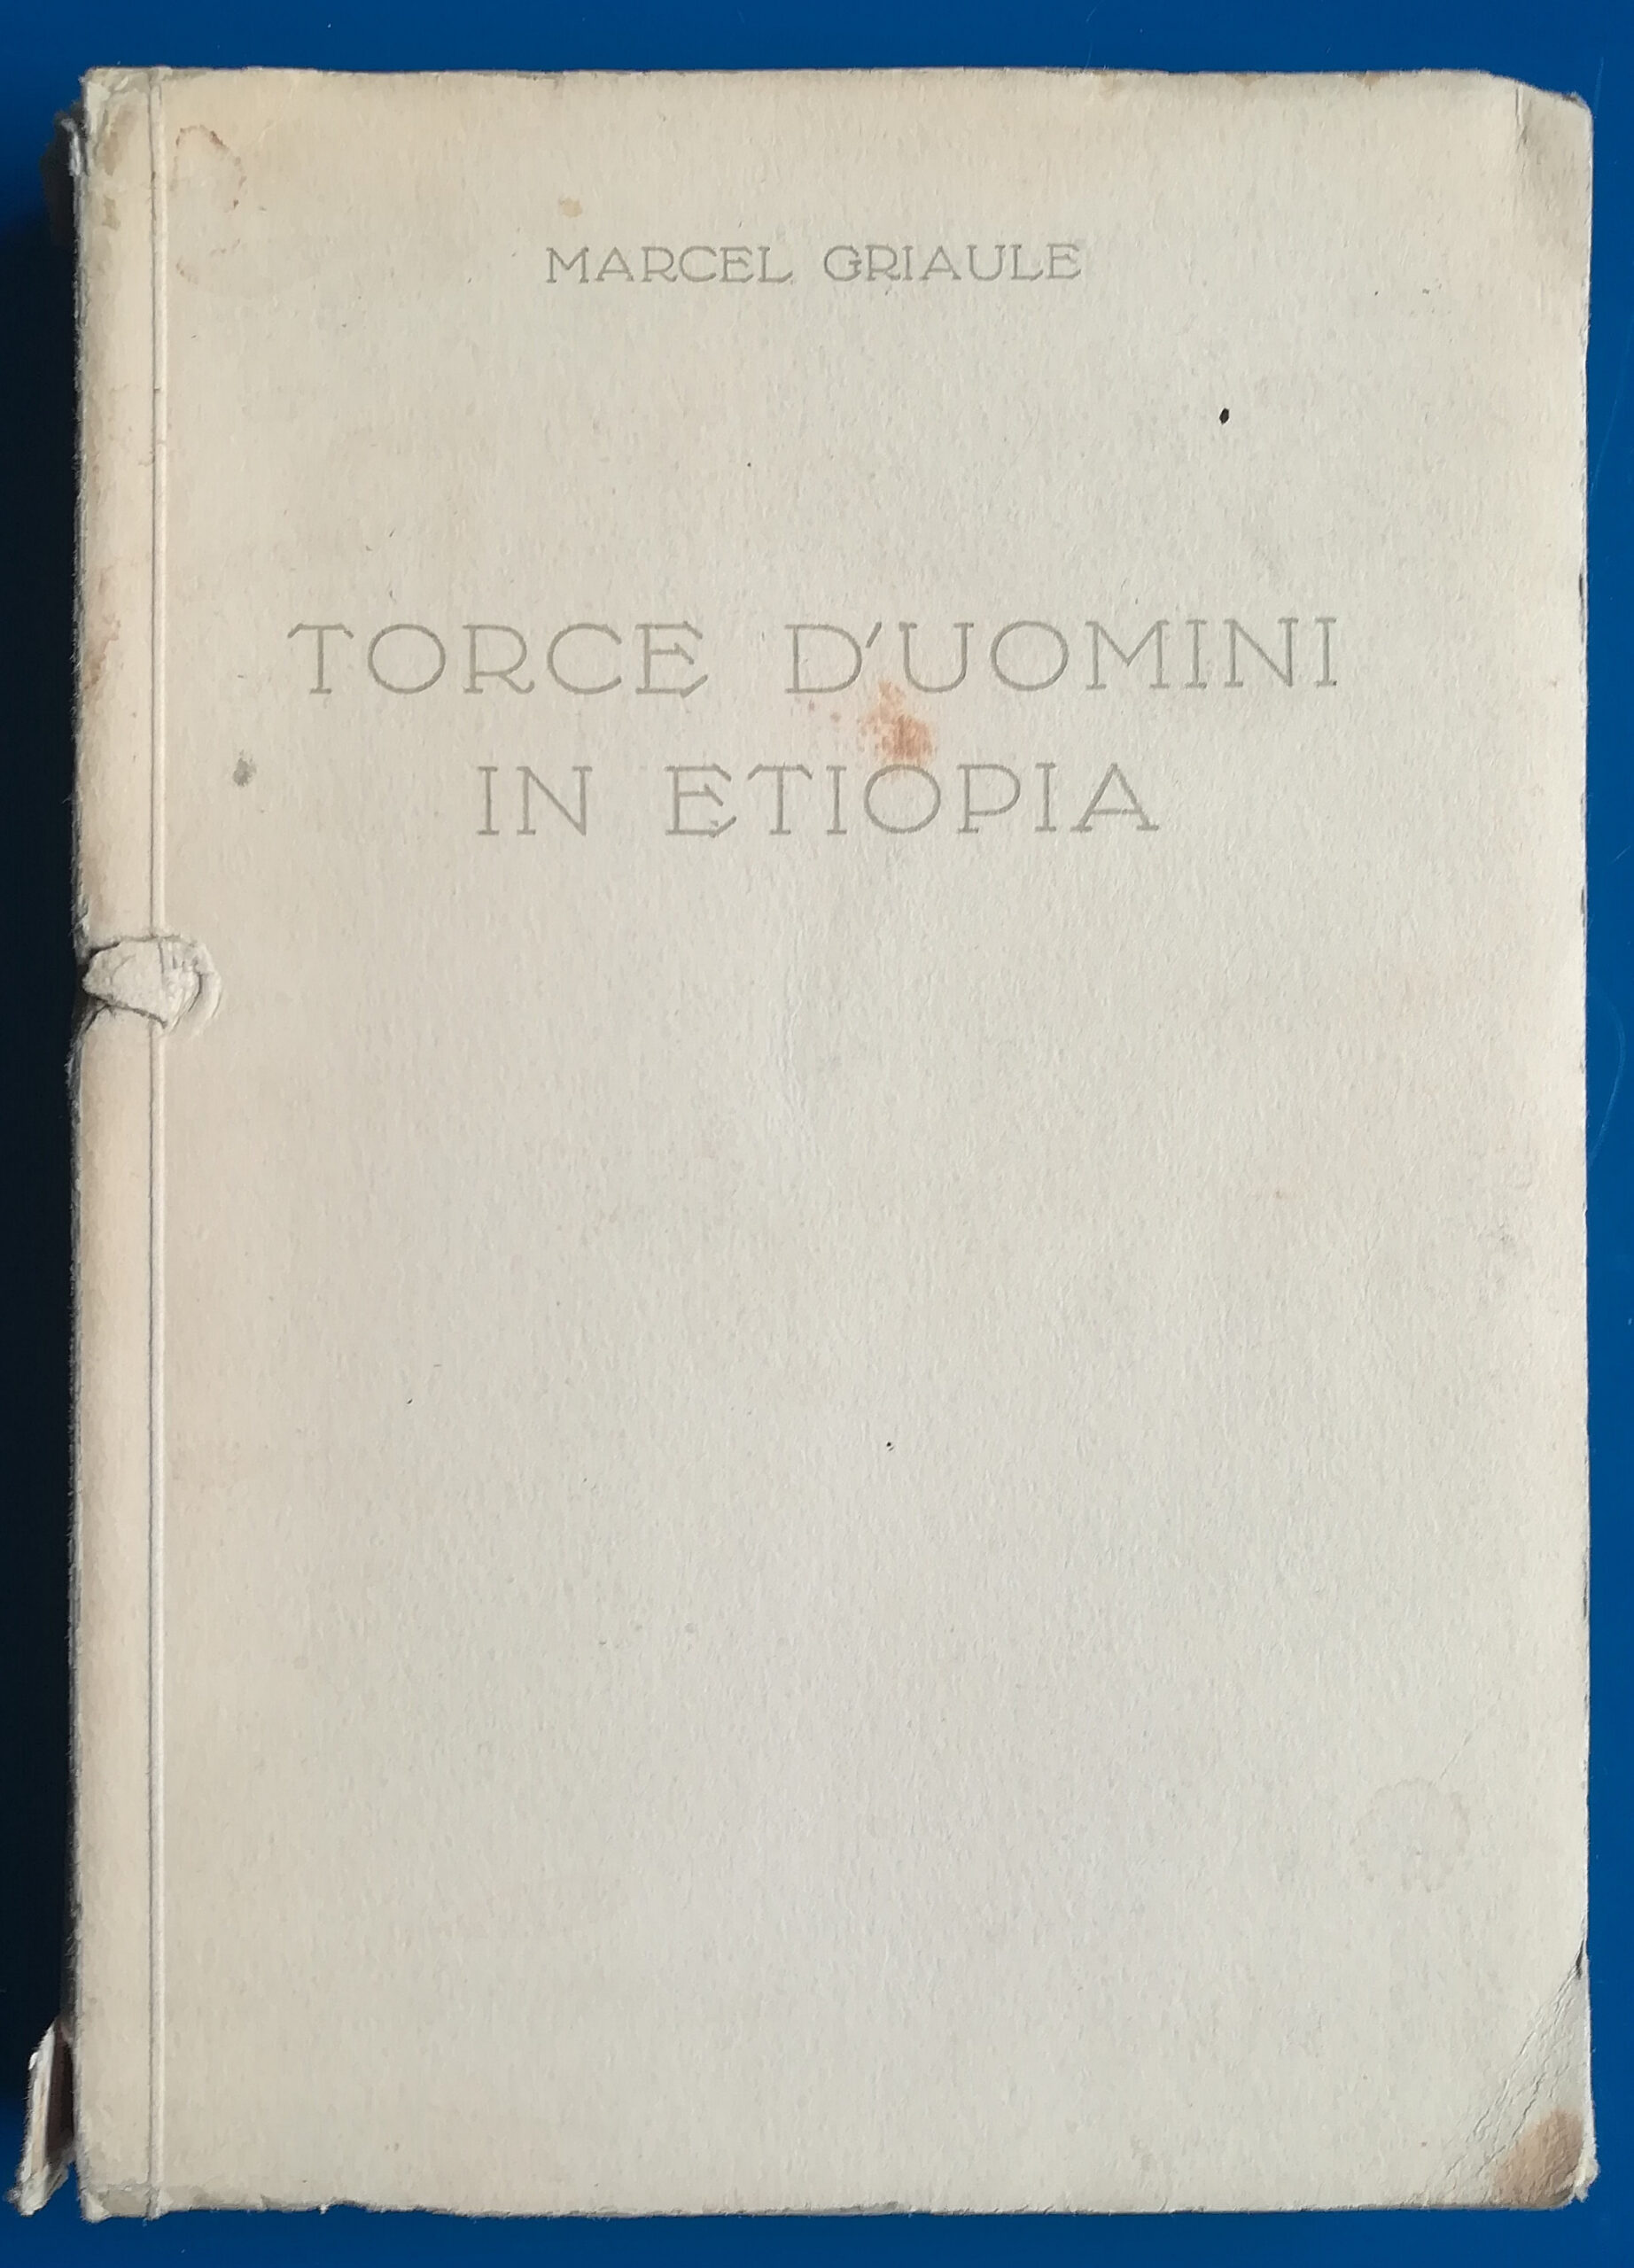 MARCEL GRIAULE
TORCE D'UOMINI
IN ETIOPIA